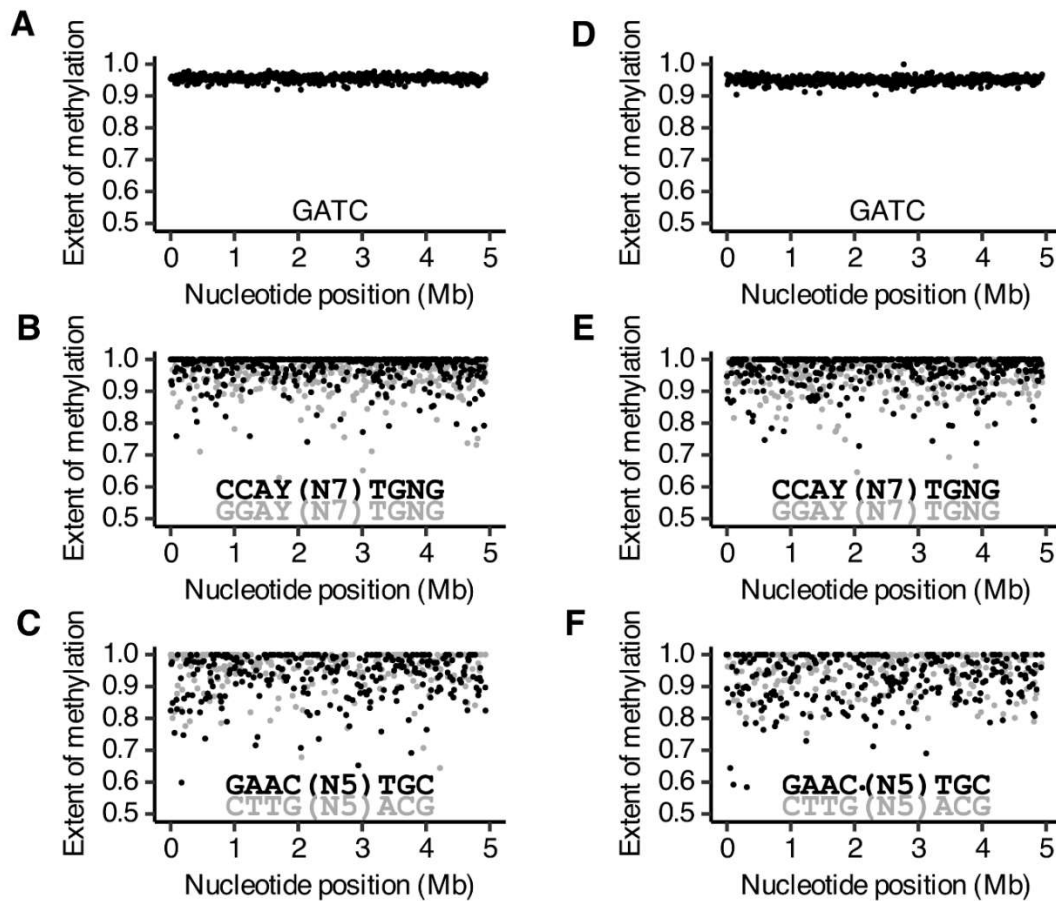 A
Extent of methylation
1.0
0.9
0.8
0.7
0.6
0.5
GATC
0 1 2 3 4 5
Nucleotide position (Mb)
B
Extent of methylation
1.0
0.9
0.8
0.7
0.6
0.5
CCAY(N7)TGNG
GGAY(N7)TGNG
0 1 2 3 4 5
Nucleotide position (Mb)
C
Extent of methylation
1.0
0.9
0.8
0.7
0.6
0.5
GAAC(N5)TGC
CTTG(N5)ACG
0 1 2 3 4 5
Nucleotide position (Mb)
D
Extent of methylation
1.0
0.9
0.8
0.7
0.6
0.5
GATC
0 1 2 3 4 5
Nucleotide position (Mb)
E
Extent of methylation
1.0
0.9
0.8
0.7
0.6
0.5
CCAY(N7)TGNG
GGAY(N7)TGNG
0 1 2 3 4 5
Nucleotide position (Mb)
F
Extent of methylation
1.0
0.9
0.8
0.7
0.6
0.5
GAAC(N5)TGC
CTTG(N5)ACG
0 1 2 3 4 5
Nucleotide position (Mb)